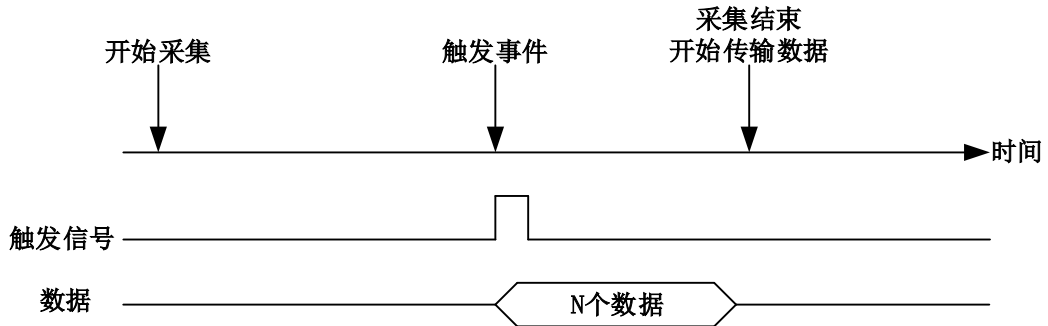 采集结束
开始采集
触发事件
开始传输数据
时间
触发信号
数据
N个数据